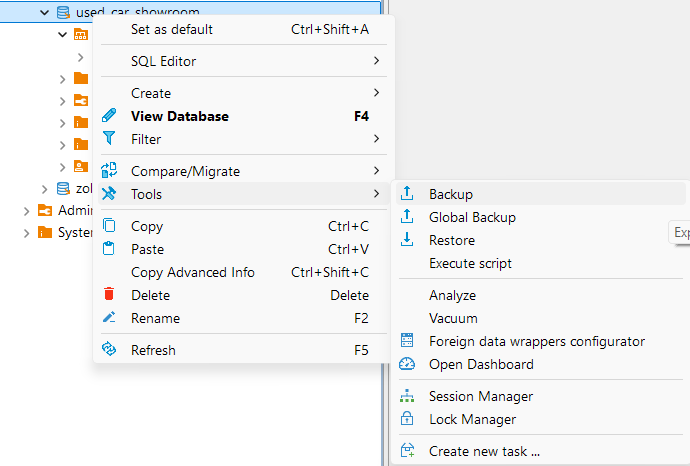 used_car_showroom
Set as default Ctrl+Shift+A
SQL Editor
Create
View Database F4
Filter
Compare/Migrate
zol
Tools
Backup
Admin
Global Backup
Syste
Copy Ctrl+C
Exp
Paste Ctrl+V
Restore
Copy Advanced Info Ctrl+Shift+C
Execute script
Delete Delete
Analyze
Rename F2
Vacuum
Foreign data wrappers configurator
Refresh F5
Open Dashboard
Session Manager
Lock Manager
Create new task ...